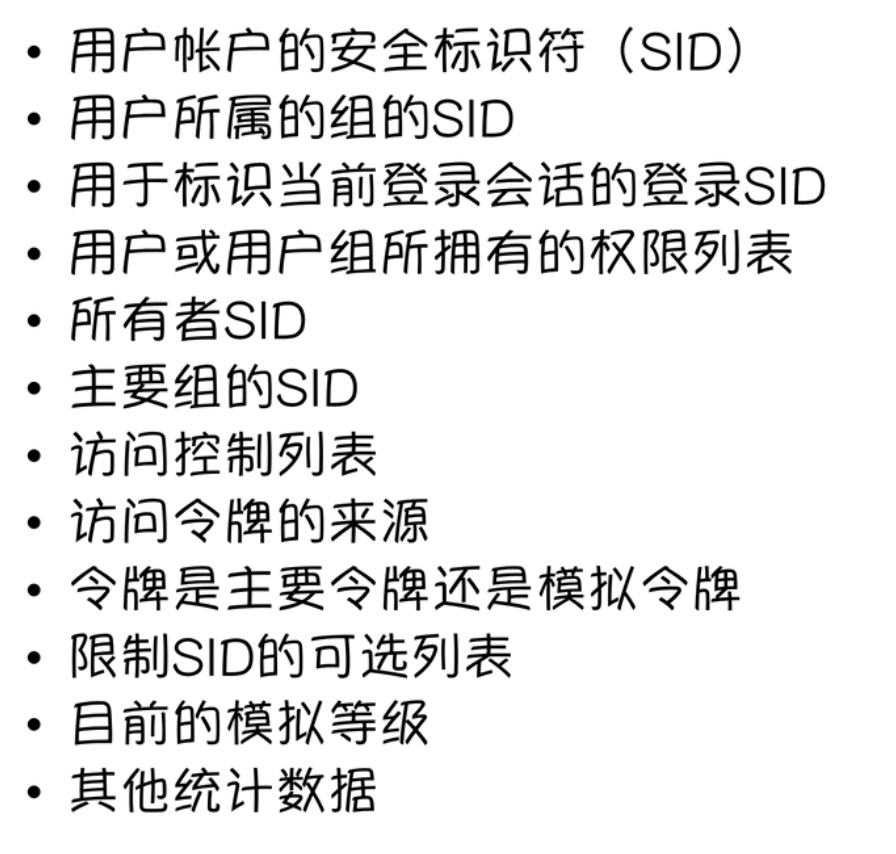 • 用户帐户的安全标识符（SID）
• 用户所属的组的SID
• 用于标识当前登录会话的登录SID
• 用户或用户组所拥有的权限列表
• 所有者SID
• 主要组的SID
• 访问控制列表
• 访问令牌的来源
• 令牌是主要令牌还是模拟令牌
• 限制SID的可选列表
• 目前的模拟等级
• 其他统计数据